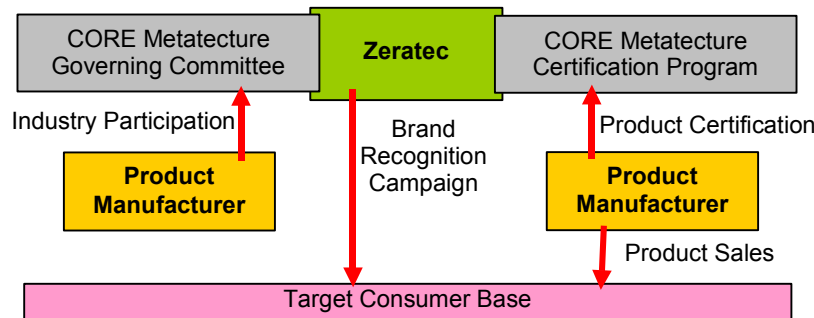 CORE Metatecture
Governing Committee
Zeratec
CORE Metatecture
Certification Program
Industry Participation
Brand
Recognition
Campaign
Product Certification
Product
Manufacturer
Product
Manufacturer
Product Sales
Target Consumer Base